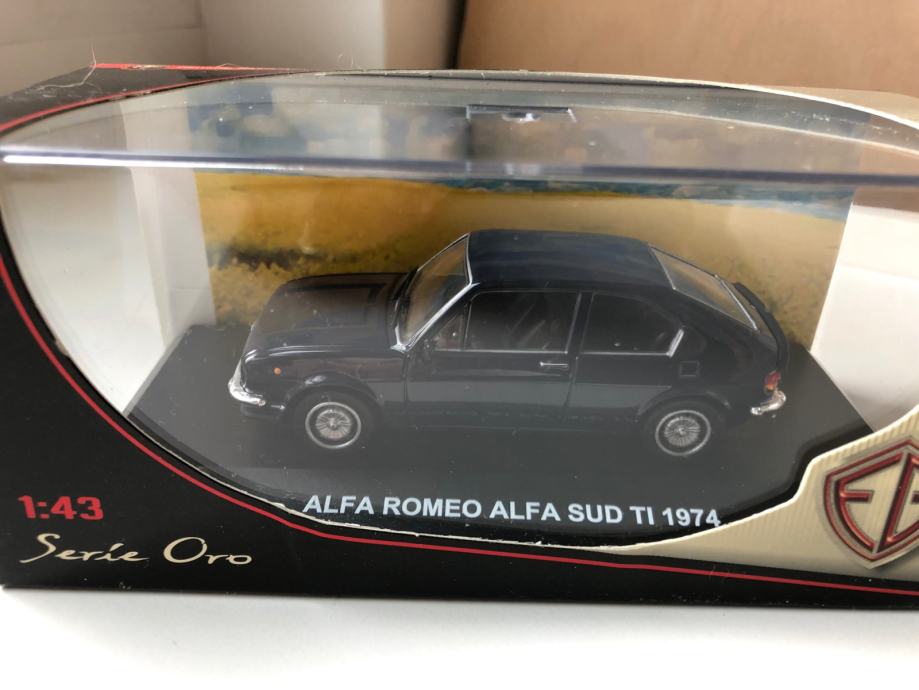 ALFA ROMEO ALFA SUD TI 1974
1:43
Serie Oro